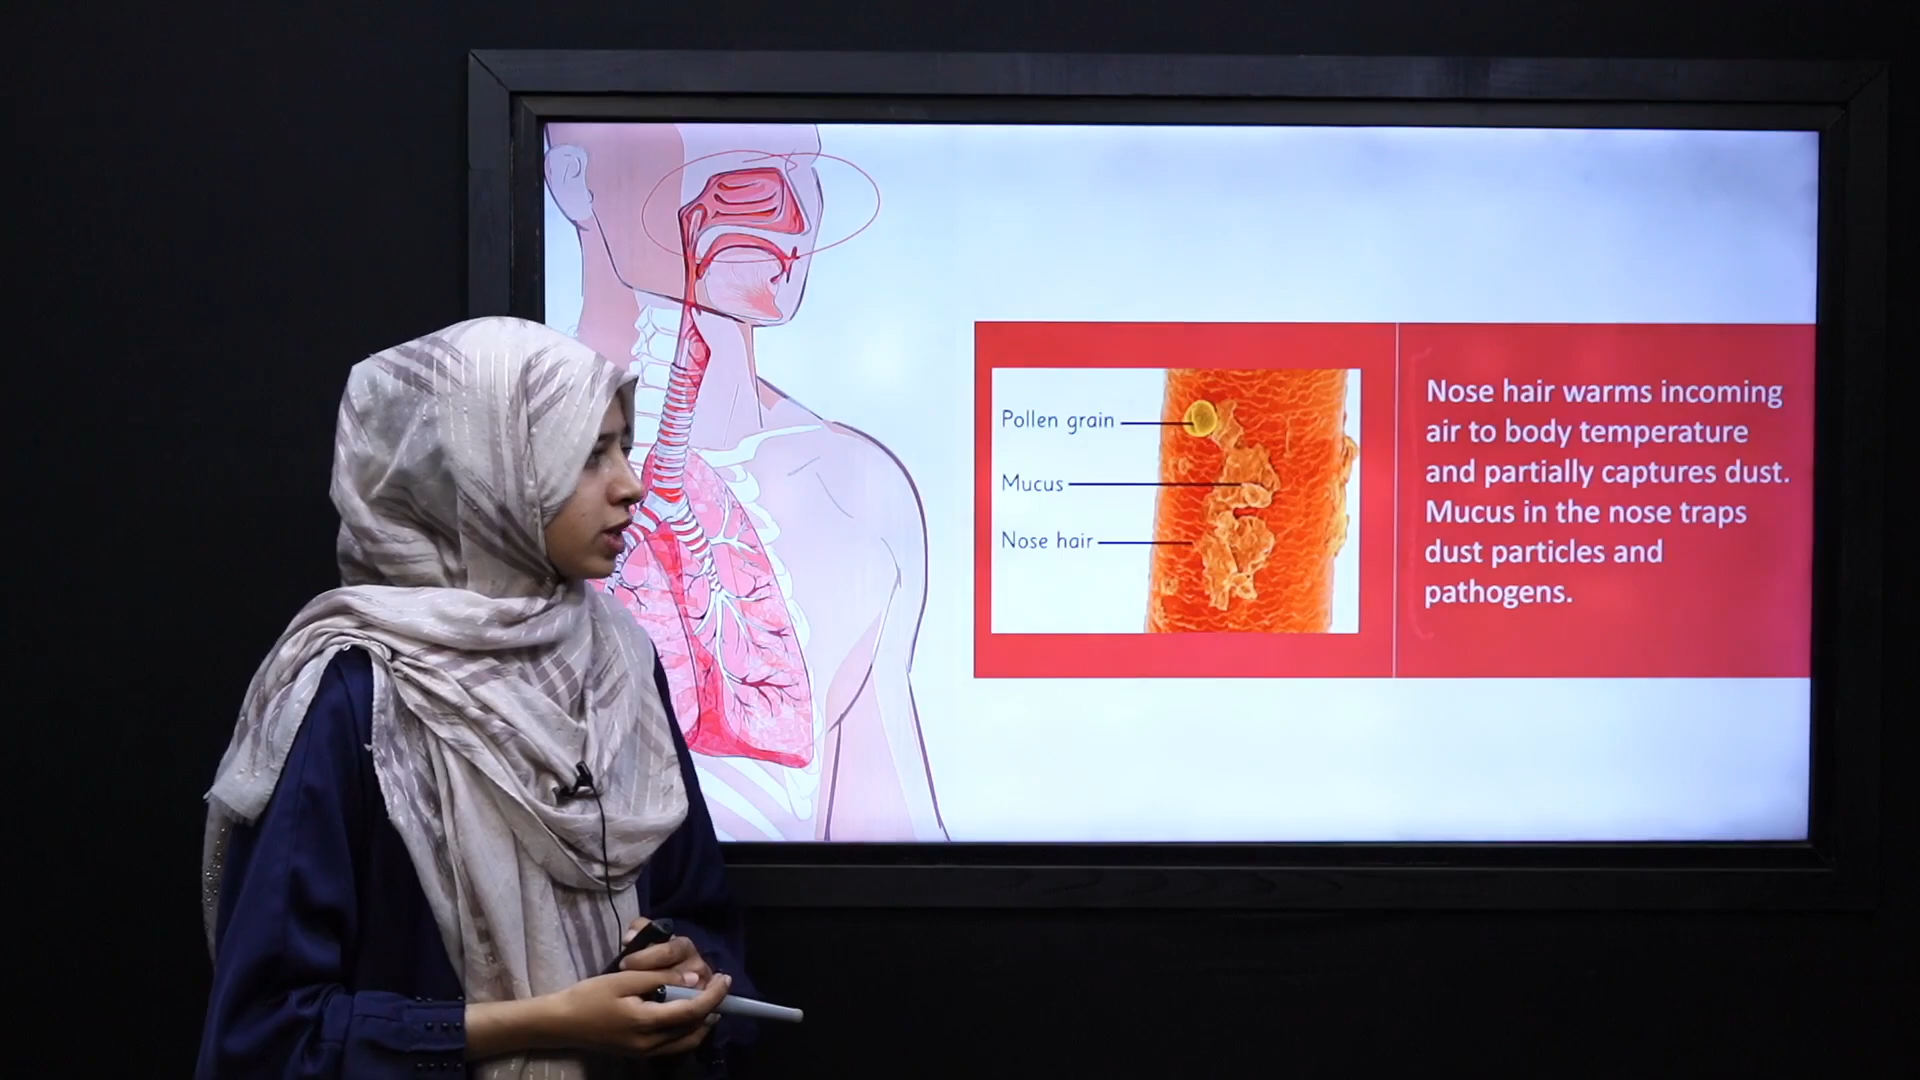 Pollen grain
Mucus
Nose hair
Nose hair warms incoming
air to body temperature
and partially captures dust.
Mucus in the nose traps
dust particles and
pathogens.